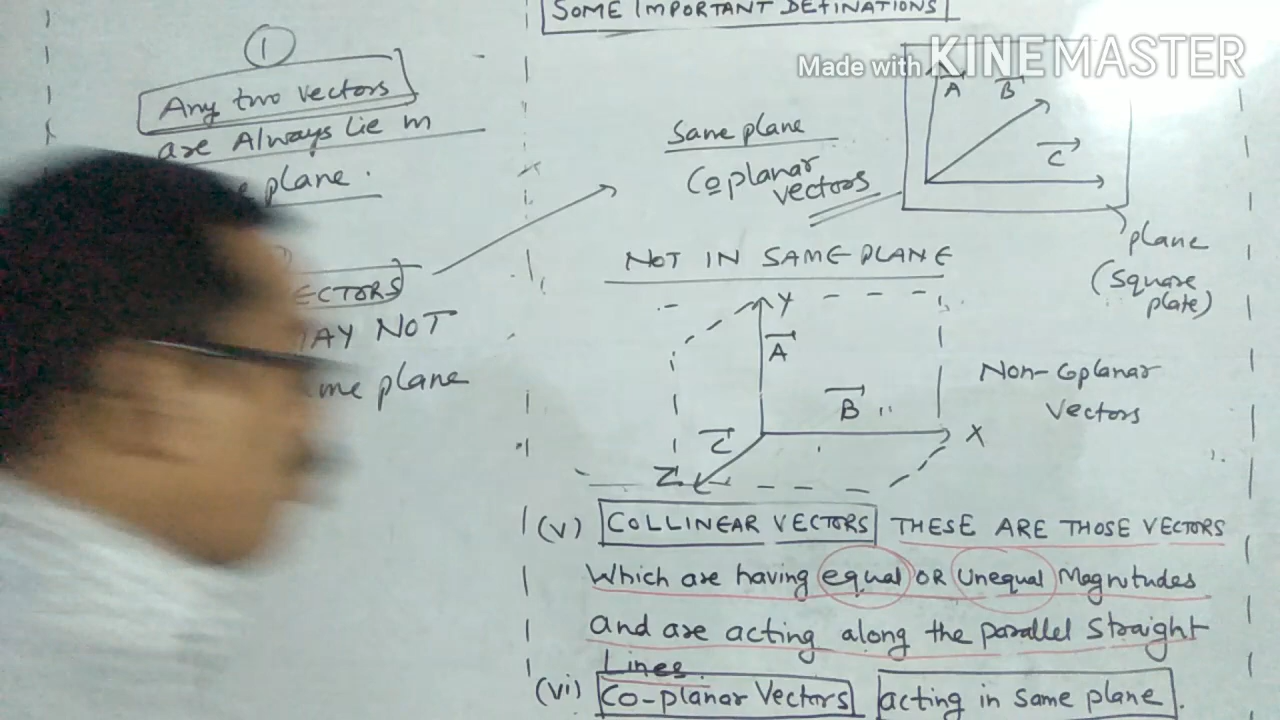 SOME IMPORTANT DEFINATIONS
Made with KINEMASTER
1
Any two vectors
are Always Lie in
plane.
ECTORS
MAY NOT
me plane
Same plane
Coplanar
vectors
A B
C
plane
(Square
plate)
NOT IN SAME PLANE
Y
A
B
X
C
Z
Non-Coplanar
Vectors
(v) COLLINEAR VECTORS THESE ARE THOSE VECTORS
Which are having equal OR Unequal Magnitudes
and are acting along the parallel Straight
Lines.
(vi) Co-planar Vectors acting in same plane.